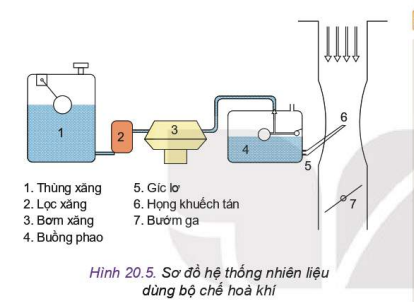 1
2
3
4
5
6
7
1. Thùng xăng
2. Lọc xăng
3. Bơm xăng
4. Buồng phao
5. Gíc lơ
6. Họng khuếch tán
7. Bướm ga
Hình 20.5. Sơ đồ hệ thống nhiên liệu
dùng bộ chế hoà khí